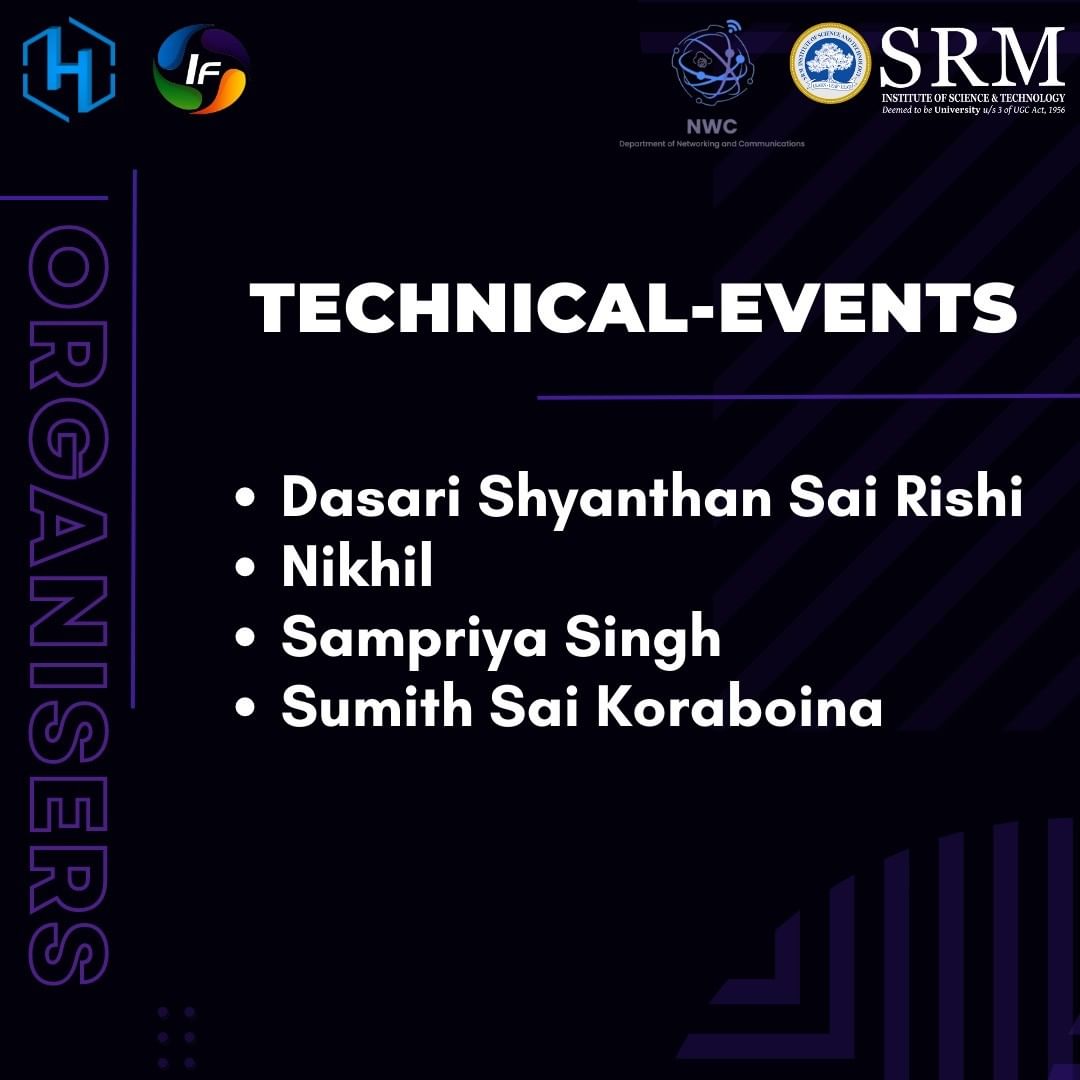 H
IF
NWC
Department of Networking and Communications
SRM
INSTITUTE OF SCIENCE & TECHNOLOGY
Deemed to be University u/s 3 of UGC Act, 1956
ORGANISERS
TECHNICAL-EVENTS
• Dasari Shyanthan Sai Rishi
• Nikhil
• Sampriya Singh
• Sumith Sai Koraboina